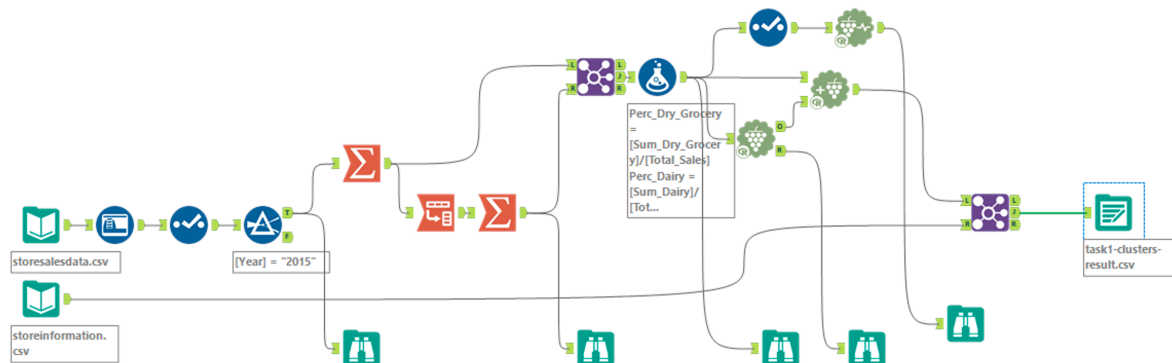 L
R
L
J
R
Perc_Dry_Grocery
=
[Sum_Dry_Grocer
y]/[Total_Sales]
Perc_Dairy =
[Sum_Dairy]/
[Tot...
R
R
R
O
R
T
F
storesalesdata.csv
[Year] = "2015"
storeinformation.
csv
L
R
L
J
R
task1-clusters-
result.csv